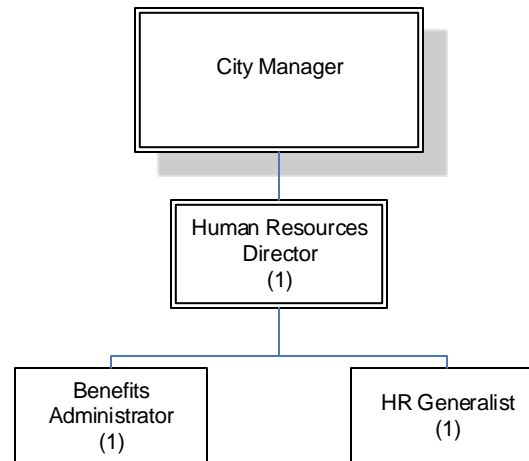 City Manager
Human Resources
Director
(1)
Benefits
Administrator
(1)
HR Generalist
(1)